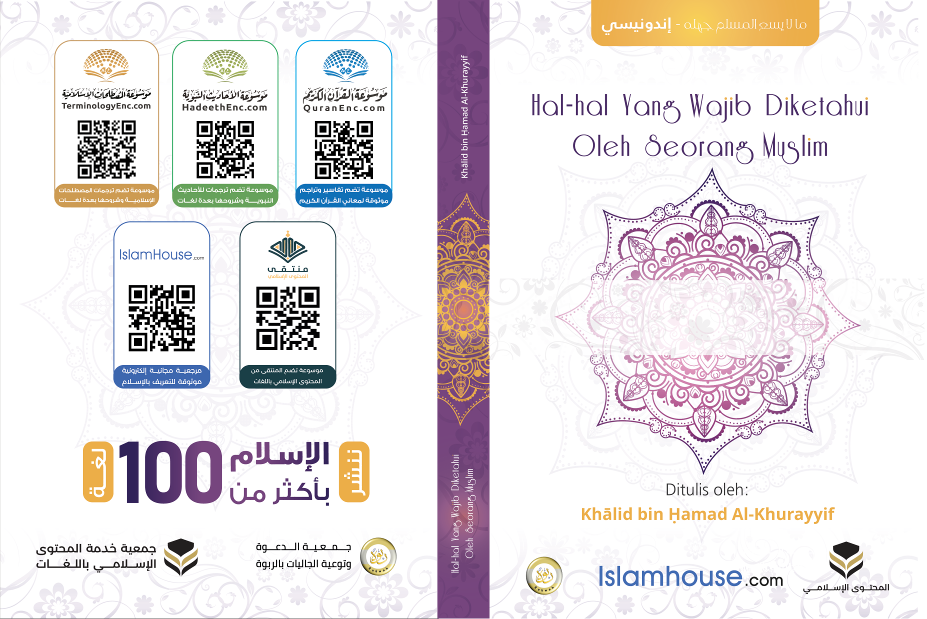 ما لا يسع المسلم جهله - إندونيسي
Hal-hal Yang Wajib Diketahui
Oleh Seorang Muslim
Ditulis oleh:
Khālid bin Ḥamad Al-Khurayyif
Islamhouse.com
المحتوى الإسلامي
Khālid bin Ḥamad Al-Khurayyif
Hal-hal Yang Wajib Diketahui
Oleh Seorang Muslim
موسوعة المصطلحات الإسلامية
TerminologyEnc.com
موسوعة تضم ترجمات المصطلحات
الإسلامية وشروحها بعدة لغات
موسوعة الأحاديث النبوية
HadeethEnc.com
موسوعة تضم ترجمات للأحاديث
النبوية وشروحها بعدة لغات
موسوعة القرآن الكريم
QuranEnc.com
موسوعة تضم تفاسير وتراجم
موثوقة لمعاني القرآن الكريم
IslamHouse.com
مرجعية مجانية إلكترونية
موثوقة للتعريف بالإسلام
منتقى
المحتوى الإسلامي
موسوعة تضم المنتقى من
المحتوى الإسلامي باللغات
ننشر
الإسلام
بأكثر من
100
لغة
جمعية خدمة المحتوى
الإسلامي باللغات
جمعية الدعوة
وتوعية الجاليات بالربوة